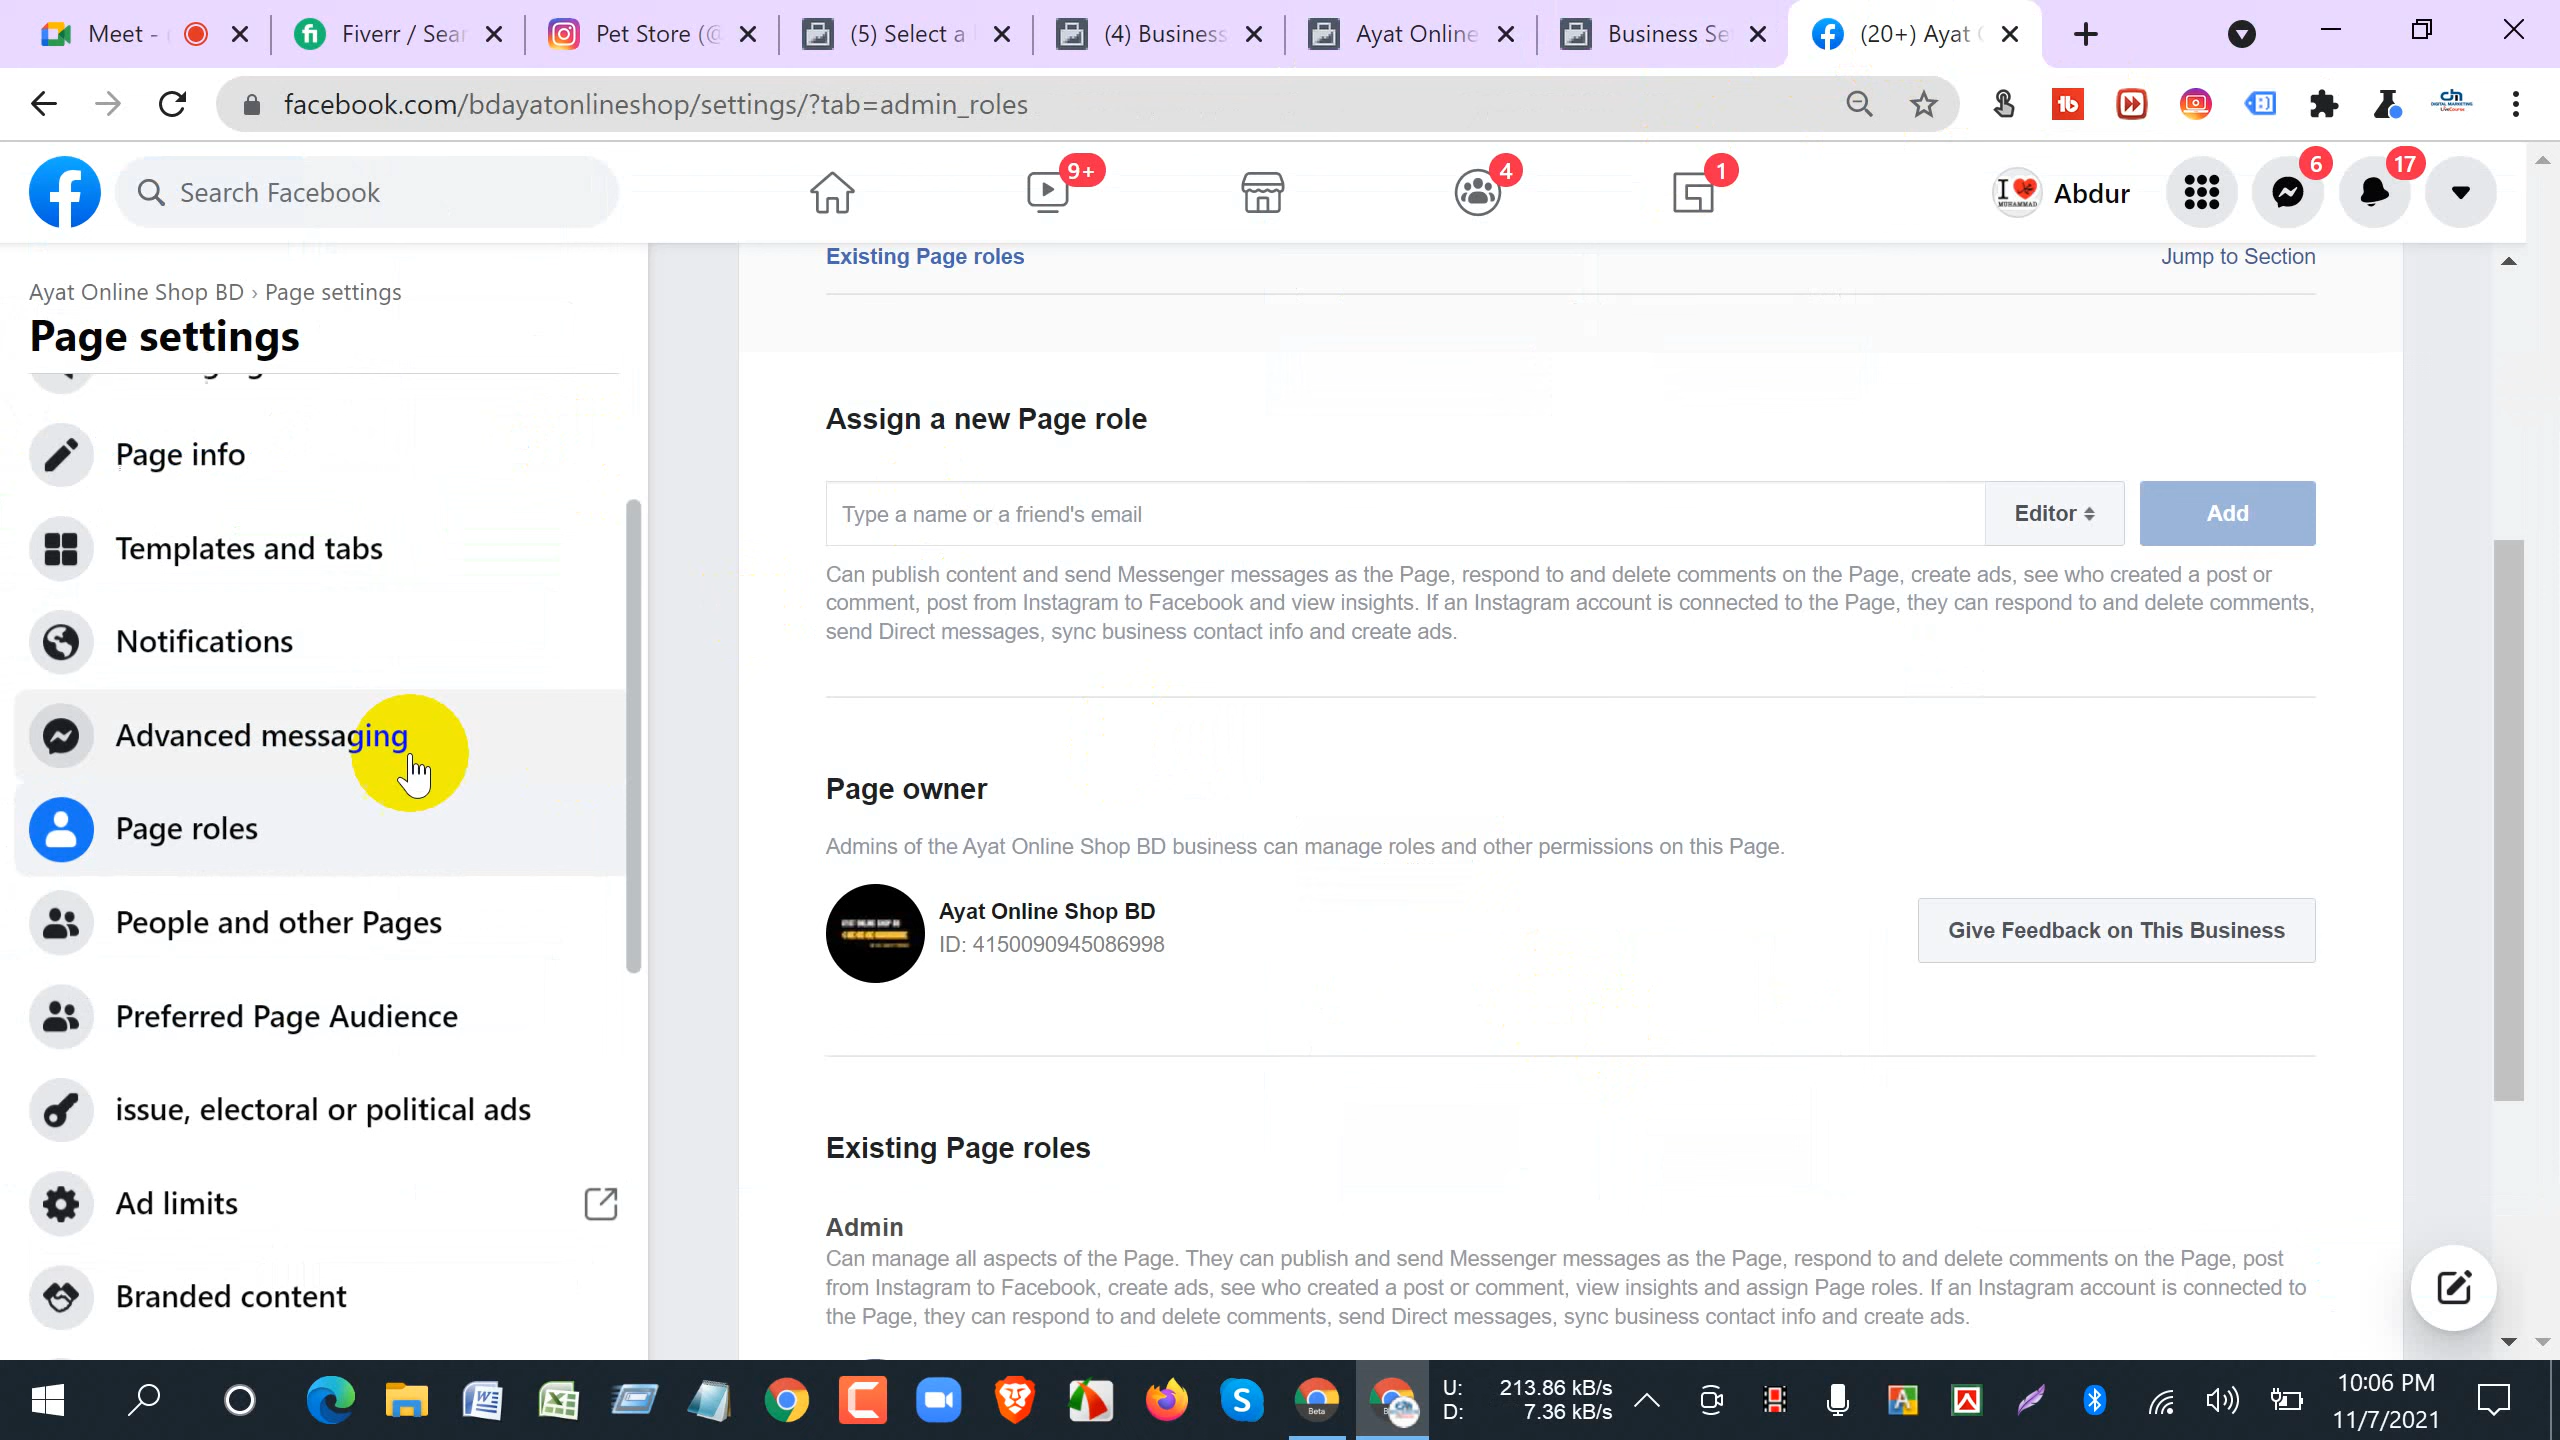 Meet -
Fiverr / Sear
Pet Store (@
(5) Select a
(4) Business
Ayat Online
Business Se
(20+) Ayat
facebook.com/bdayatonlineshop/settings/?tab=admin_roles
Search Facebook
9+
4
1
Abdur
6
17
Ayat Online Shop BD › Page settings
Page settings
Page info
Templates and tabs
Notifications
Advanced messaging
Page roles
People and other Pages
Preferred Page Audience
issue, electoral or political ads
Ad limits
Branded content
Existing Page roles
Jump to Section
Assign a new Page role
Type a name or a friend's email
Editor
Add
Can publish content and send Messenger messages as the Page, respond to and delete comments on the Page, create ads, see who created a post or
comment, post from Instagram to Facebook and view insights. If an Instagram account is connected to the Page, they can respond to and delete comments,
send Direct messages, sync business contact info and create ads.
Page owner
Admins of the Ayat Online Shop BD business can manage roles and other permissions on this Page.
Ayat Online Shop BD
ID: 4150090945086998
Give Feedback on This Business
Existing Page roles
Admin
Can manage all aspects of the Page. They can publish and send Messenger messages as the Page, respond to and delete comments on the Page, post
from Instagram to Facebook, create ads, see who created a post or comment, view insights and assign Page roles. If an Instagram account is connected to
the Page, they can respond to and delete comments, send Direct messages, sync business contact info and create ads.
U: 213.86 kB/s
D: 7.36 kB/s
10:06 PM
11/7/2021